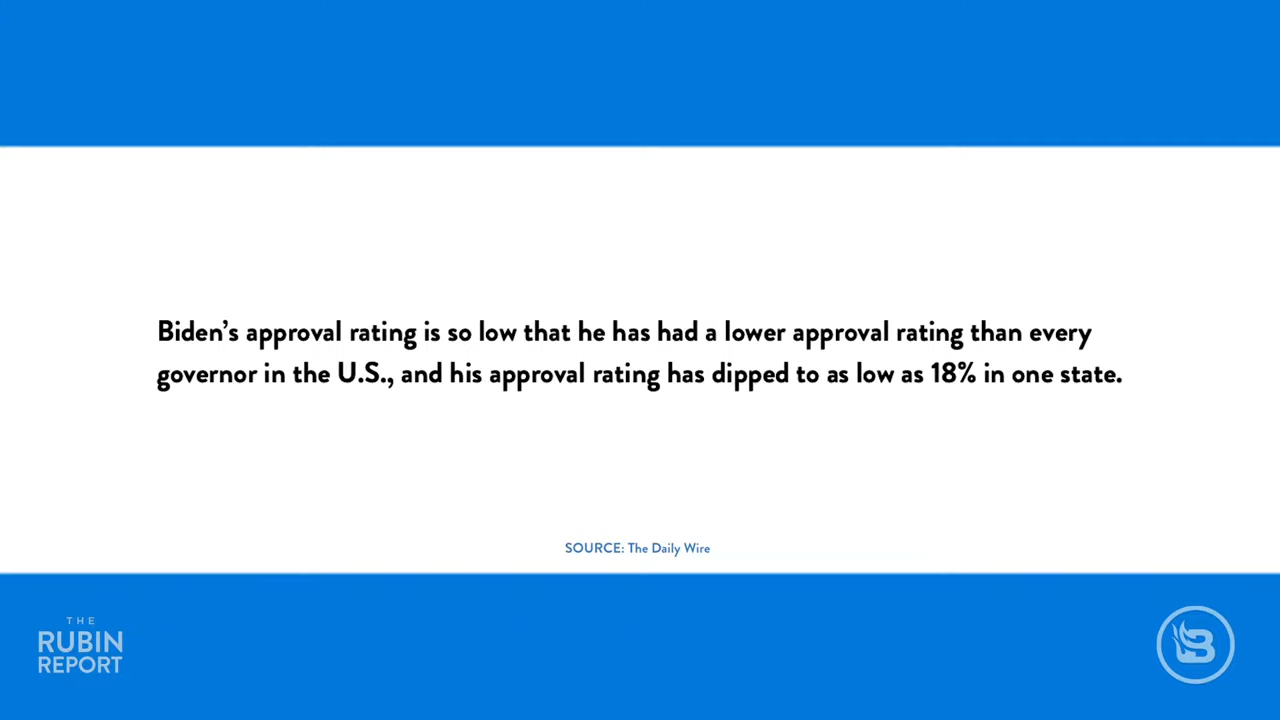 Biden’s approval rating is so low that he has had a lower approval rating than every
governor in the U.S., and his approval rating has dipped to as low as 18% in one state.
SOURCE: The Daily Wire
THE
RUBIN
REPORT
B